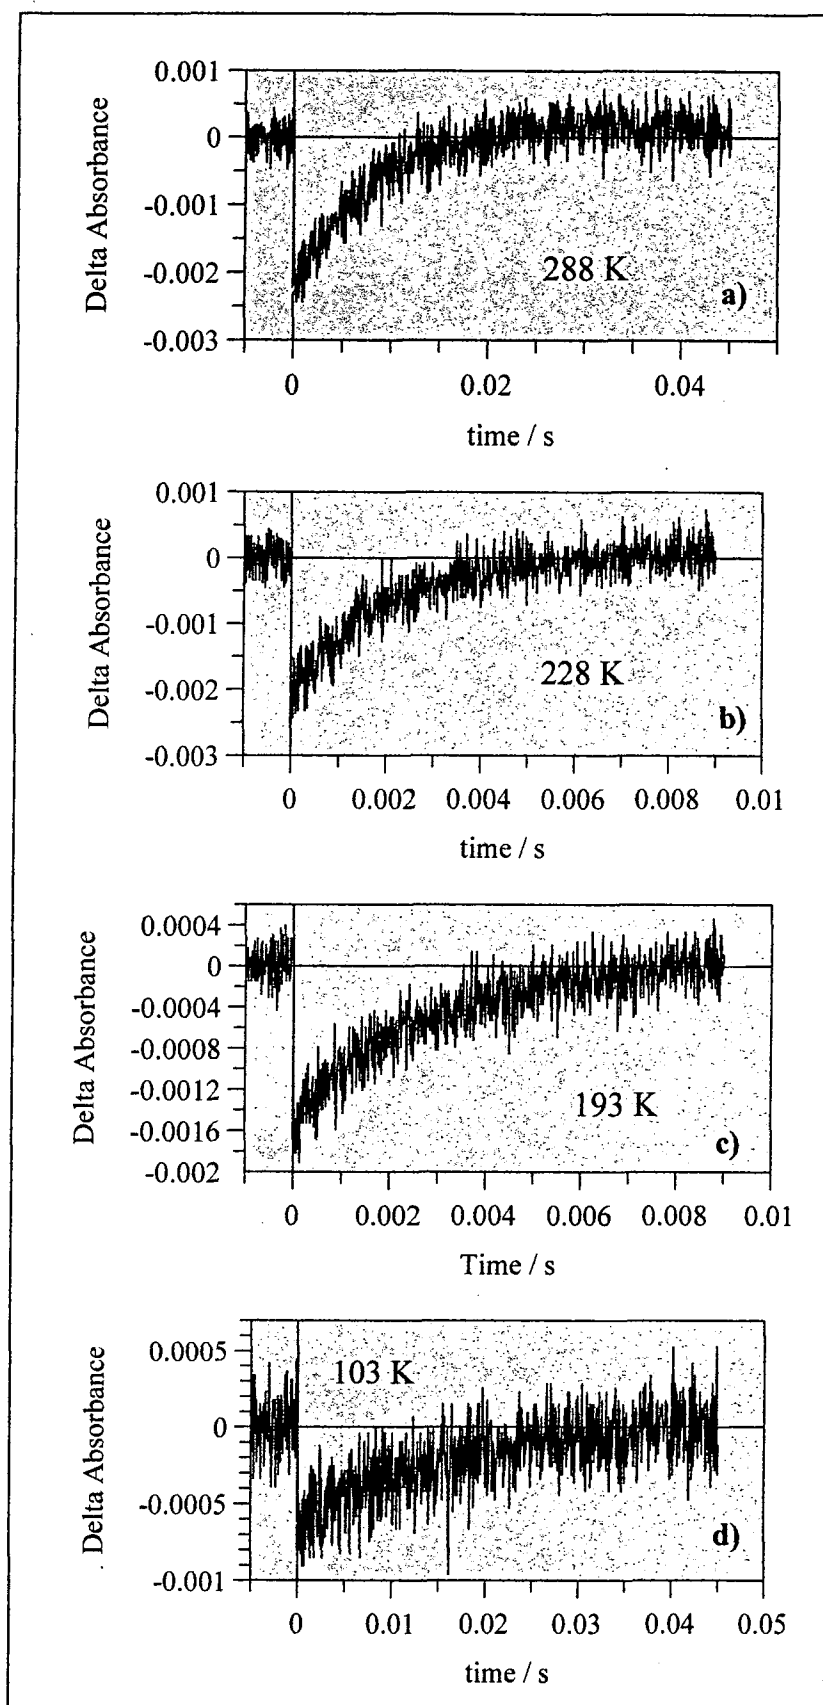 0.001
0
-0.001
-0.002
-0.003
Delta Absorbance
288 K
a)
0
0.02
0.04
time / s
0.001
0
-0.001
-0.002
-0.003
Delta Absorbance
228 K
b)
0
0.002
0.004
0.006
0.008
0.01
time / s
0.0004
0
-0.0004
-0.0008
-0.0012
-0.0016
-0.002
Delta Absorbance
193 K
c)
0
0.002
0.004
0.006
0.008
0.01
Time / s
0.0005
0
-0.0005
-0.001
Delta Absorbance
103 K
d)
0
0.01
0.02
0.03
0.04
0.05
time / s